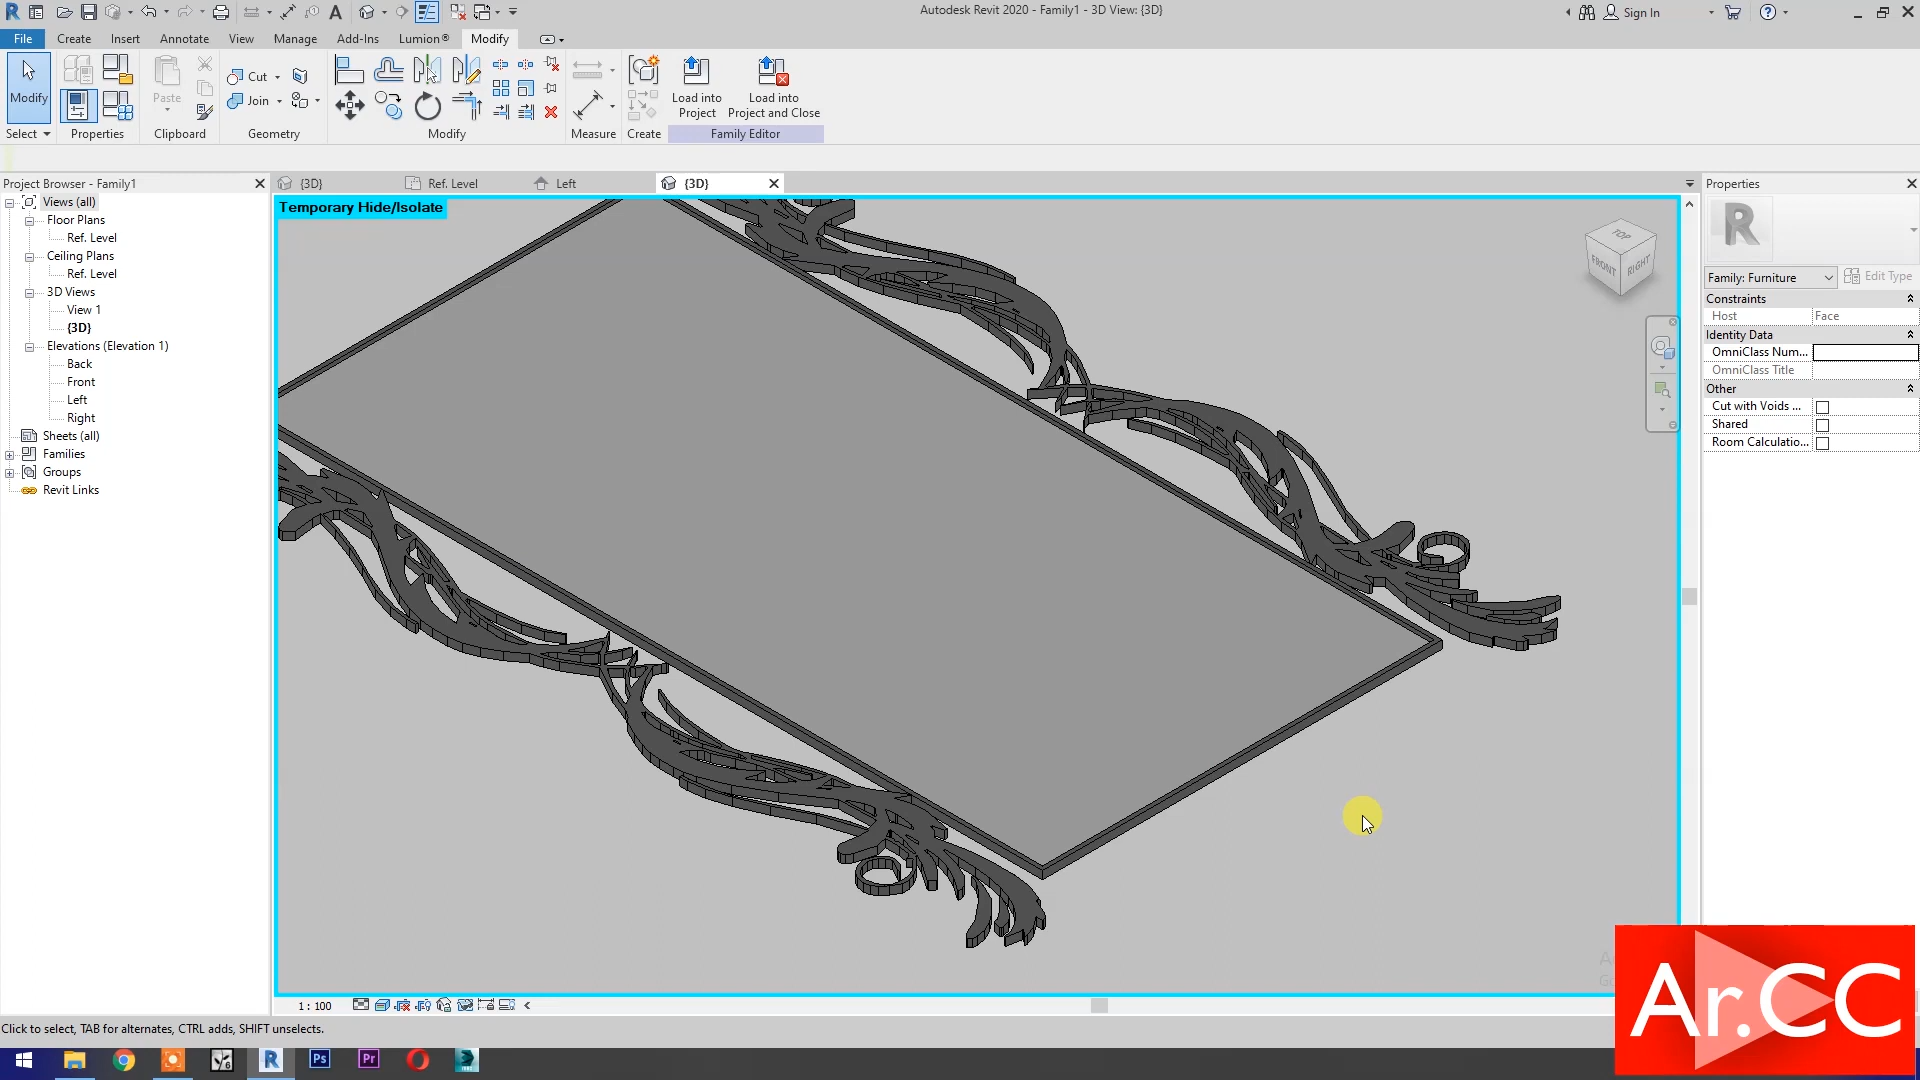 Autodesk Revit 2020 - Family1 - 3D View: {3D}
Sign In
File
Create
Insert
Annotate
View
Manage
Add-Ins
Lumion®
Modify
Modify
Paste
Cut
Join
Load into
Project
Load into
Project and Close
Select
Properties
Clipboard
Geometry
Modify
Measure
Create
Family Editor
Project Browser - Family1
{3D}
Ref. Level
Left
{3D}
Properties
Views (all)
Floor Plans
Ref. Level
Ceiling Plans
Ref. Level
3D Views
View 1
{3D}
Elevations (Elevation 1)
Back
Front
Left
Right
Sheets (all)
Families
Groups
Revit Links
Temporary Hide/Isolate
TOP
FRONT
RIGHT
R
Family: Furniture
Edit Type
Constraints
Host
Face
Identity Data
OmniClass Num...
OmniClass Title
Other
Cut with Voids ...
Shared
Room Calculatio...
1 : 100
Click to select, TAB for alternates, CTRL adds, SHIFT unselects.
Ar.CC
R
Ps
Pr